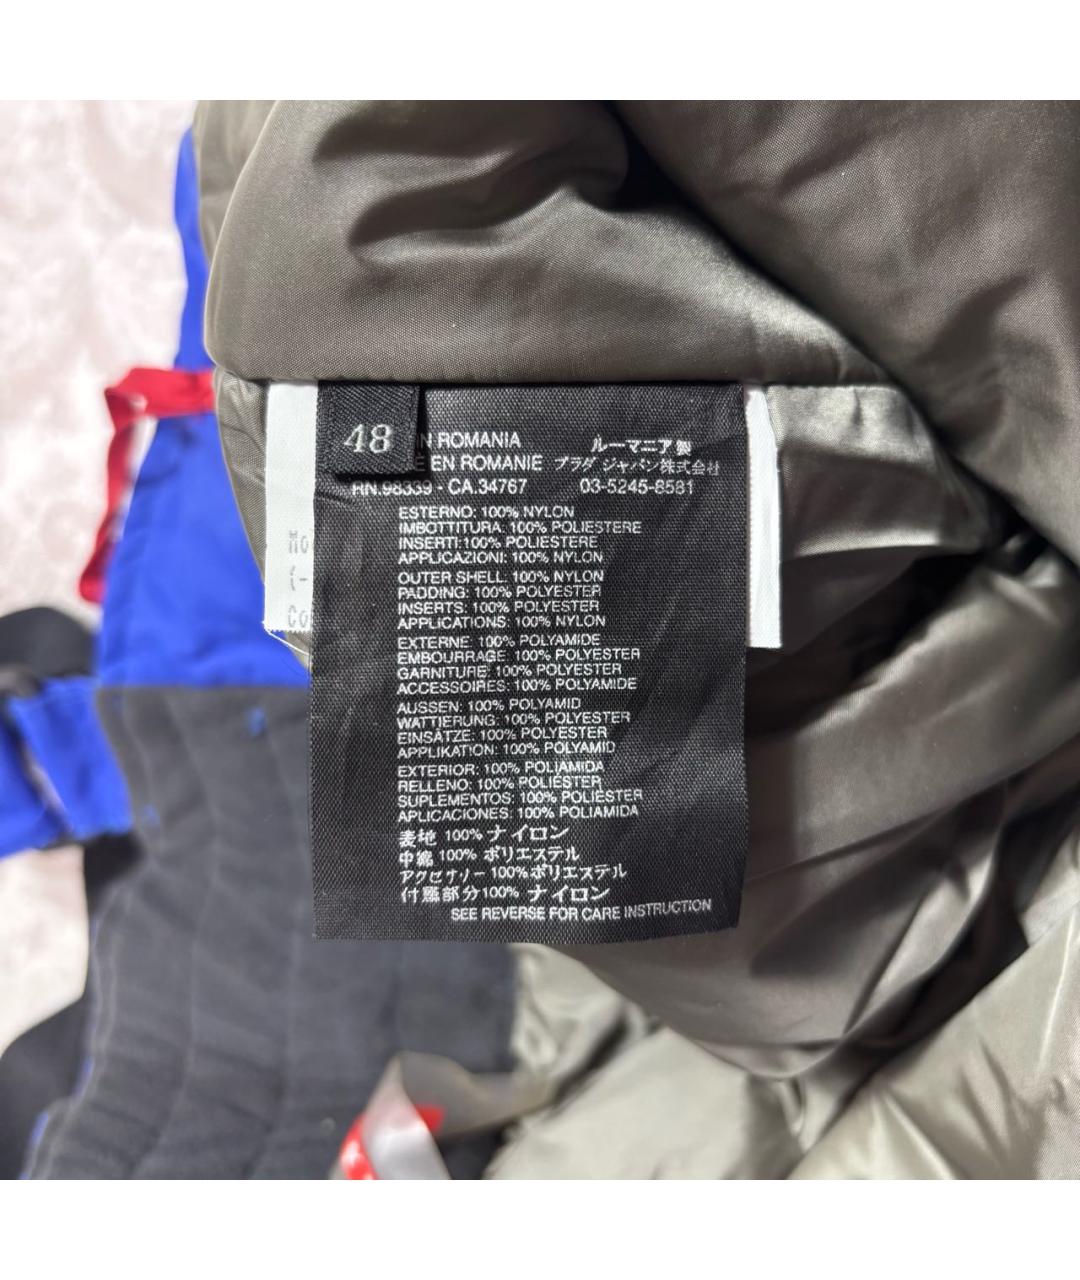 48
IN ROMANIA
EN ROMANIE
RN.98339 - CA.34767
ルーマニア製
プラダ ジャパン株式会社
03-5245-8581
ESTERNO: 100% NYLON
IMBOTTITURA: 100% POLIESTERE
INSERTI:100% POLIESTERE
APPLICAZIONI: 100% NYLON
OUTER SHELL: 100% NYLON
PADDING: 100% POLYESTER
INSERTS: 100% POLYESTER
APPLICATIONS: 100% NYLON
EXTERNE: 100% POLYAMIDE
EMBOURRAGE: 100% POLYESTER
GARNITURE: 100% POLYESTER
ACCESSOIRES: 100% POLYAMIDE
AUSSEN: 100% POLYAMID
WATTIERUNG: 100% POLYESTER
EINSÄTZE: 100% POLYESTER
APPLIKATION: 100% POLYAMID
EXTERIOR: 100% POLIAMIDA
RELLENO: 100% POLIÉSTER
SUPLEMENTOS: 100% POLIÉSTER
APLICACIONES: 100% POLIAMIDA
表地 100% ナイロン
中綿 100% ポリエステル
アクセサリー 100% ポリエステル
付属部分 100% ナイロン
SEE REVERSE FOR CARE INSTRUCTION